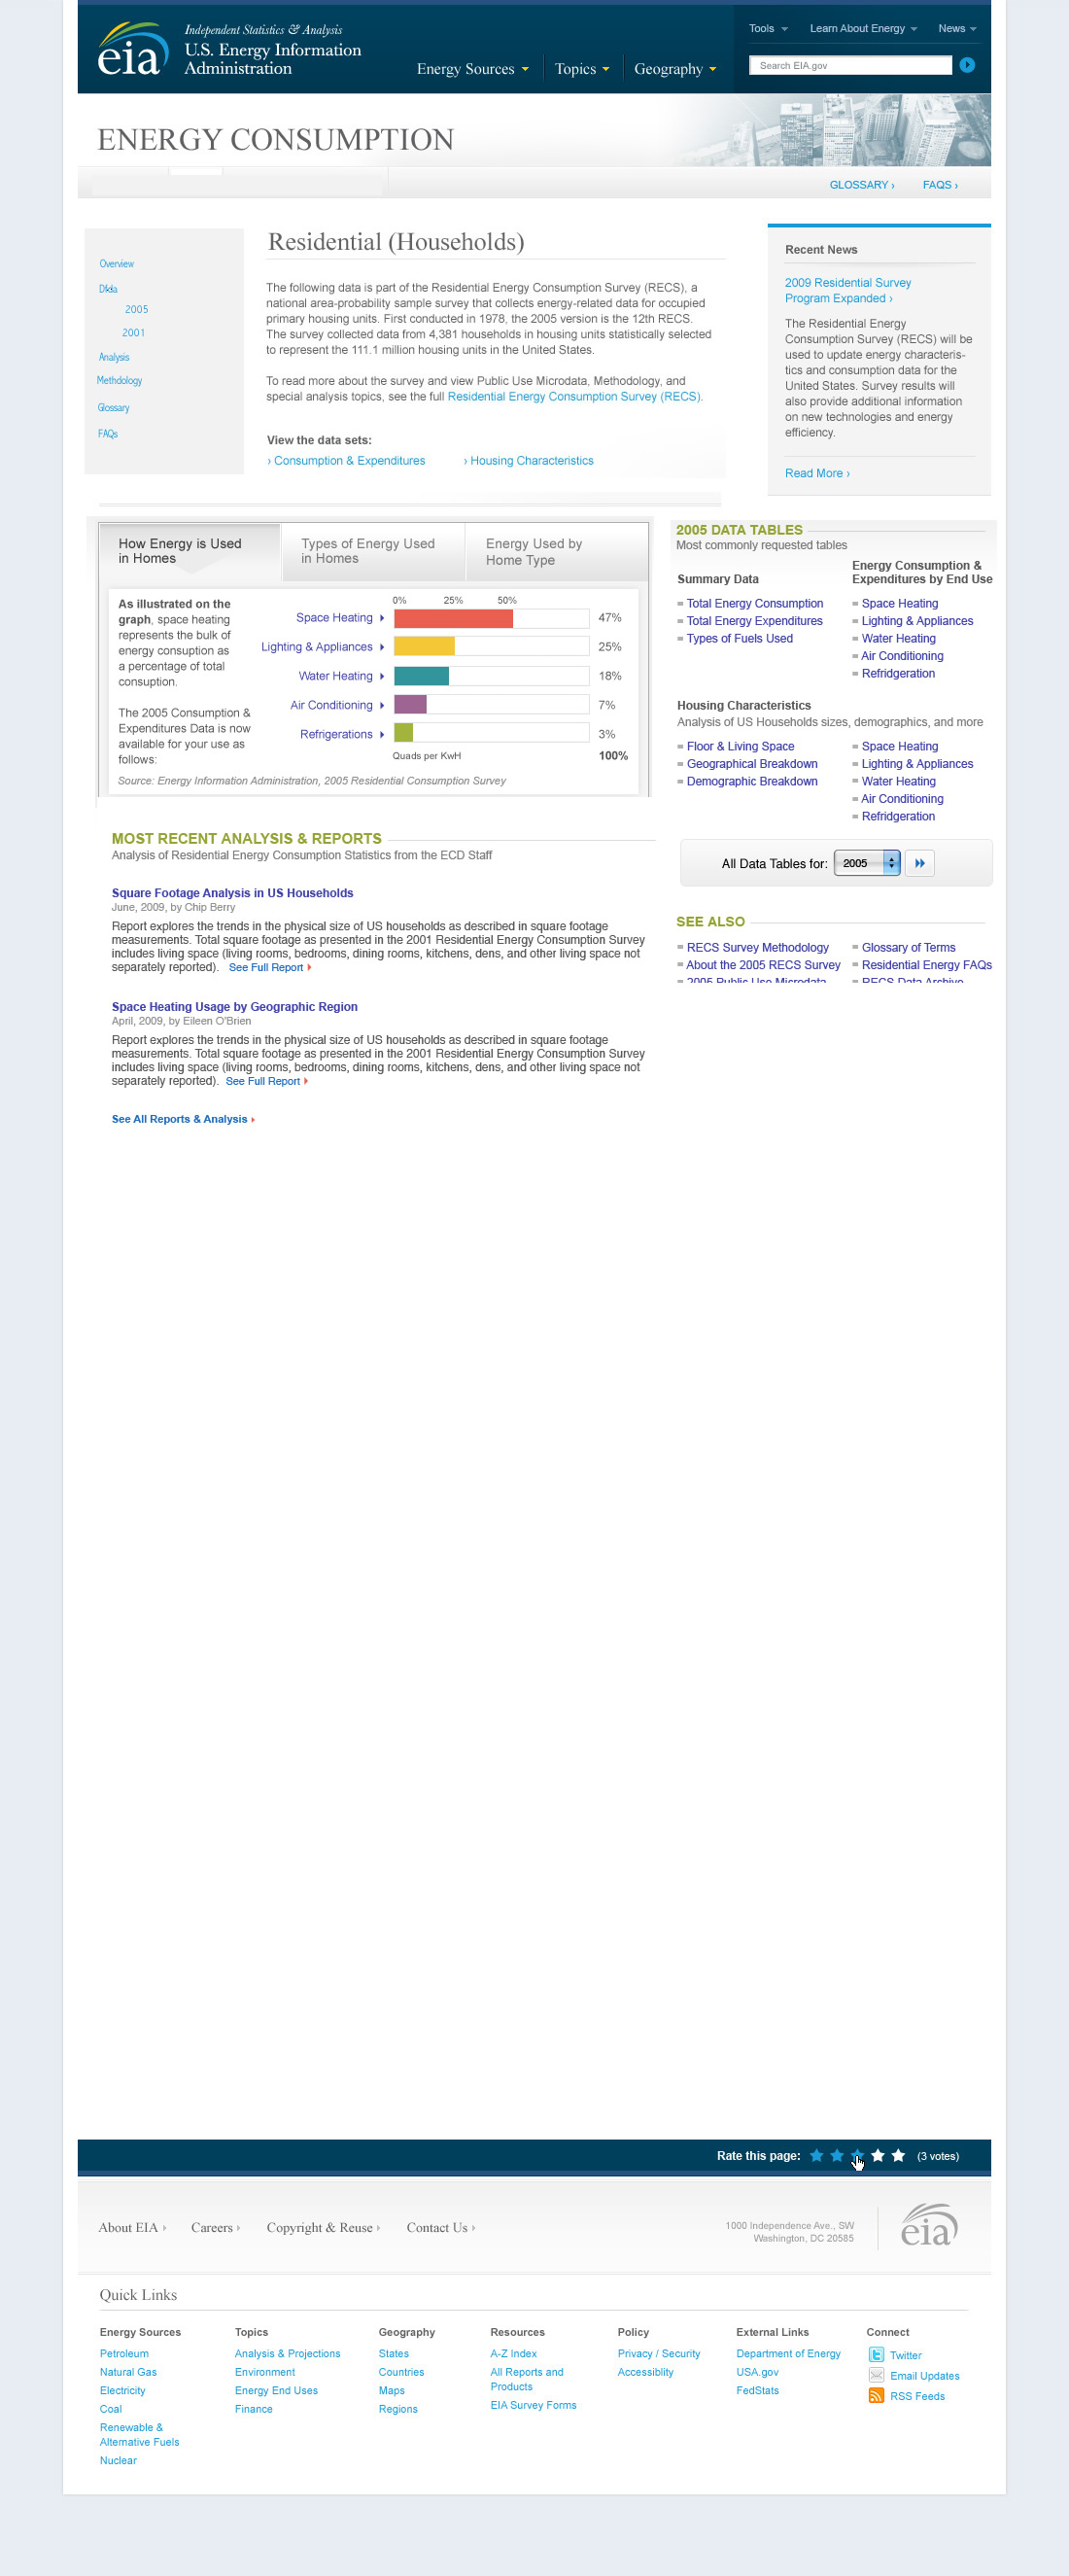 eia
Independent Statistics & Analysis
U.S. Energy Information
Administration
Energy Sources
Topics
Geography
Tools
Learn About Energy
News
Search EIA.gov
ENERGY CONSUMPTION
GLOSSARY ›
FAQS ›
Overview
2005
2001
Analysis
Methdology
Glossary
FAQs
Residential (Households)
The following data is part of the Residential Energy Consumption Survey (RECS), a
national area-probability sample survey that collects energy-related data for occupied
primary housing units. First conducted in 1978, the 2005 version is the 12th RECS.
The survey collected data from 4,381 households in housing units statistically selected
to represent the 111.1 million housing units in the United States.
To read more about the survey and view Public Use Microdata, Methodology, and
special analysis topics, see the full Residential Energy Consumption Survey (RECS).
View the data sets:
› Consumption & Expenditures
› Housing Characteristics
Recent News
2009 Residential Survey
Program Expanded ›
The Residential Energy
Consumption Survey (RECS) will be
used to update energy characteris-
tics and consumption data for the
United States. Survey results will
also provide additional information
on new technologies and energy
efficiency.
Read More ›
How Energy is Used
in Homes
Types of Energy Used
in Homes
Energy Used by
Home Type
As illustrated on the
graph, space heating
represents the bulk of
energy consuption as
a percentage of total
consuption.
The 2005 Consumption &
Expenditures Data is now
available for your use as
follows:
0% 25% 50%
Space Heating 47%
Lighting & Appliances 25%
Water Heating 18%
Air Conditioning 7%
Refrigerations 3%
Quads per KwH 100%
Source: Energy Information Administration, 2005 Residential Consumption Survey
2005 DATA TABLES
Most commonly requested tables
Summary Data
Total Energy Consumption
Total Energy Expenditures
Types of Fuels Used
Energy Consumption &
Expenditures by End Use
Space Heating
Lighting & Appliances
Water Heating
Air Conditioning
Refridgeration
Housing Characteristics
Analysis of US Households sizes, demographics, and more
Floor & Living Space
Geographical Breakdown
Demographic Breakdown
Space Heating
Lighting & Appliances
Water Heating
Air Conditioning
Refridgeration
All Data Tables for: 2005
SEE ALSO
RECS Survey Methodology
About the 2005 RECS Survey
2005 Public Use Microdata
Glossary of Terms
Residential Energy FAQs
RECS Data Archive
MOST RECENT ANALYSIS & REPORTS
Analysis of Residential Energy Consumption Statistics from the ECD Staff
Square Footage Analysis in US Households
June, 2009, by Chip Berry
Report explores the trends in the physical size of US households as described in square footage
measurements. Total square footage as presented in the 2001 Residential Energy Consumption Survey
includes living space (living rooms, bedrooms, dining rooms, kitchens, dens, and other living space not
separately reported). See Full Report
Space Heating Usage by Geographic Region
April, 2009, by Eileen O'Brien
Report explores the trends in the physical size of US households as described in square footage
measurements. Total square footage as presented in the 2001 Residential Energy Consumption Survey
includes living space (living rooms, bedrooms, dining rooms, kitchens, dens, and other living space not
separately reported). See Full Report
See All Reports & Analysis
Rate this page:
(3 votes)
About EIA
Careers
Copyright & Reuse
Contact Us
1000 Independence Ave., SW
Washington, DC 20585
eia
Quick Links
Energy Sources
Petroleum
Natural Gas
Electricity
Coal
Renewable &
Alternative Fuels
Nuclear
Topics
Analysis & Projections
Environment
Energy End Uses
Finance
Geography
States
Countries
Maps
Regions
Resources
A-Z Index
All Reports and
Products
EIA Survey Forms
Policy
Privacy / Security
Accessiblity
External Links
Department of Energy
USA.gov
FedStats
Connect
Twitter
Email Updates
RSS Feeds